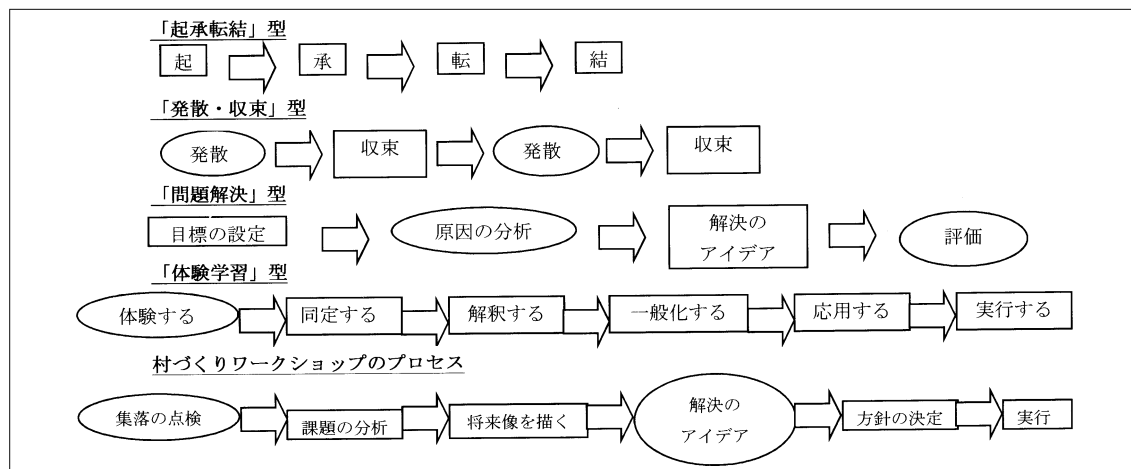 「起承転結」型
起 承 転 結
「発散・収束」型
発散 収束 発散 収束
「問題解決」型
目標の設定 原因の分析 解決の
アイデア 評価
「体験学習」型
体験する 同定する 解釈する 一般化する 応用する 実行する
村づくりワークショップのプロセス
集落の点検 課題の分析 将来像を描く 解決の
アイデア 方針の決定 実行